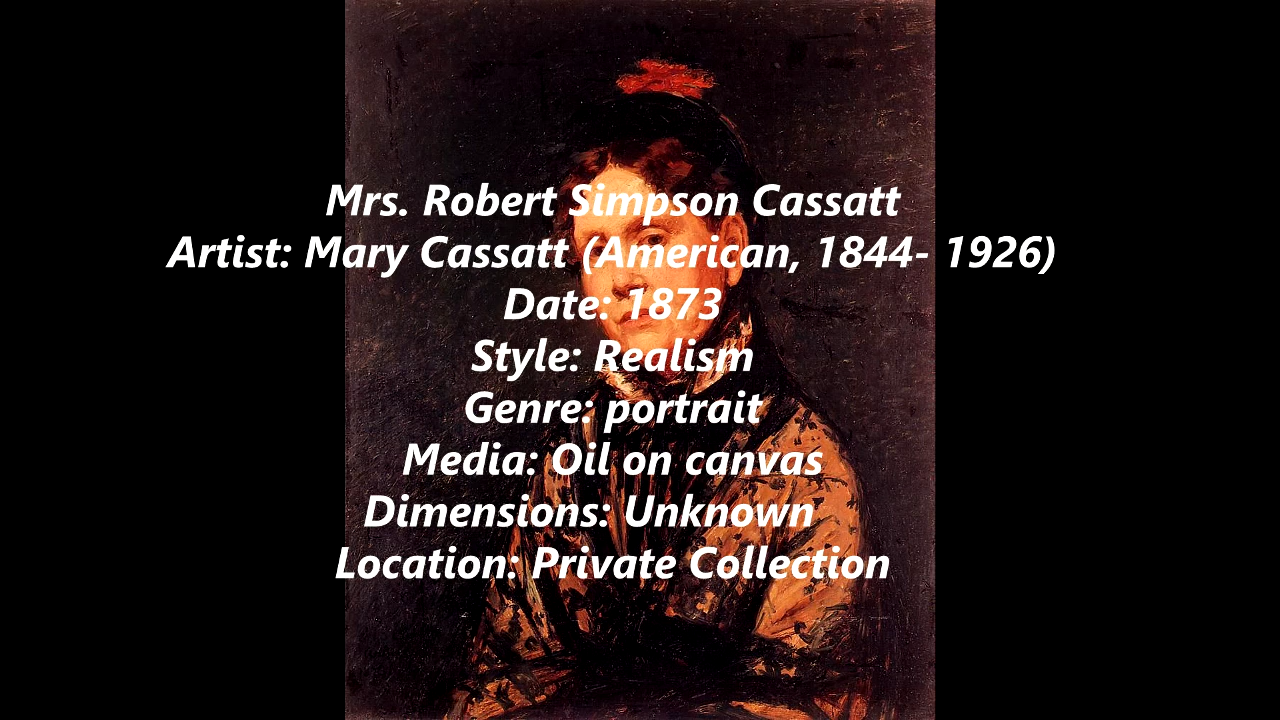 Mrs. Robert Simpson Cassatt
Artist: Mary Cassatt (American, 1844- 1926)
Date: 1873
Style: Realism
Genre: portrait
Media: Oil on canvas
Dimensions: Unknown
Location: Private Collection